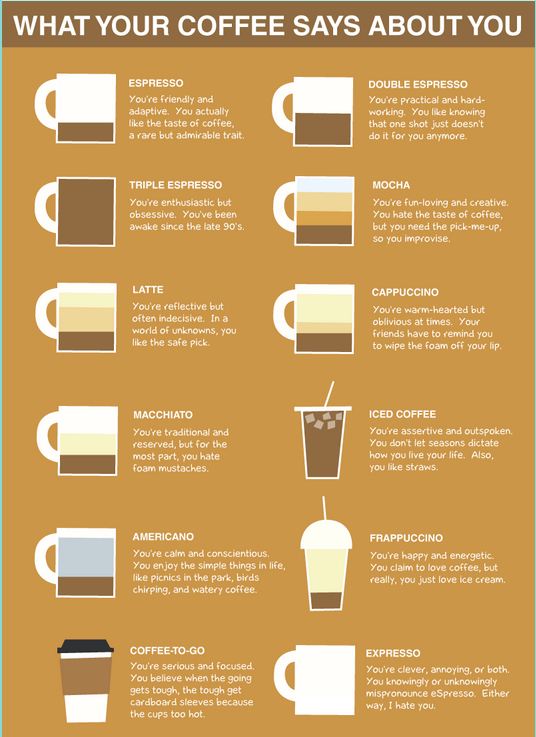 WHAT YOUR COFFEE SAYS ABOUT YOU
ESPRESSO
You're friendly and
adaptive. You actually
like the taste of coffee,
a rare but admirable trait.
DOUBLE ESPRESSO
You're practical and hard-
working. You like knowing
that one shot just doesn't
do it for you anymore.
TRIPLE ESPRESSO
You're enthusiastic but
obsessive. You've been
awake since the late 90's.
MOCHA
You're fun-loving and creative.
You hate the taste of coffee,
but you need the pick-me-up,
so you improvise.
LATTE
You're reflective but
often indecisive. In a
world of unknowns, you
like the safe pick.
CAPPUCCINO
You're warm-hearted but
oblivious at times. Your
friends have to remind you
to wipe the foam off your lip.
MACCHIATO
You're traditional and
reserved, but for the
most part, you hate
foam mustaches.
ICED COFFEE
You're assertive and outspoken.
You don't let seasons dictate
how you live your life. Also,
you like straws.
AMERICANO
You're calm and conscientious.
You enjoy the simple things in life,
like picnics in the park, birds
chirping, and watery coffee.
FRAPPUCCINO
You're happy and energetic.
You claim to love coffee, but
really, you just love ice cream.
COFFEE-TO-GO
You're serious and focused.
You believe when the going
gets tough, the tough get
cardboard sleeves because
the cups too hot.
EXPRESSO
You're clever, annoying, or both.
You knowingly or unknowingly
mispronounce eSpresso. Either
way, I hate you.